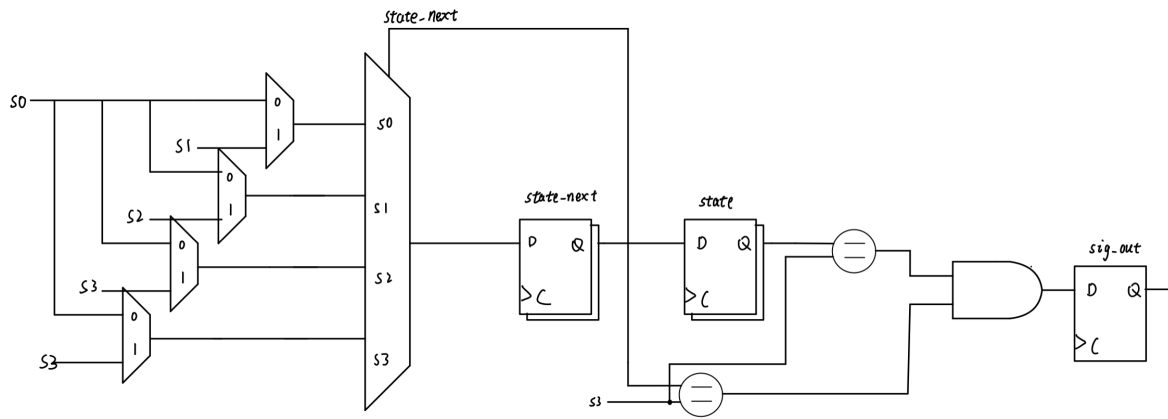 state_next
S0
0
1
S0
S1
0
1
S1
S2
0
1
S2
S3
0
1
S3
S3
state_next
D Q
C
state
D Q
C
=
sig_out
D Q
C
S3
=